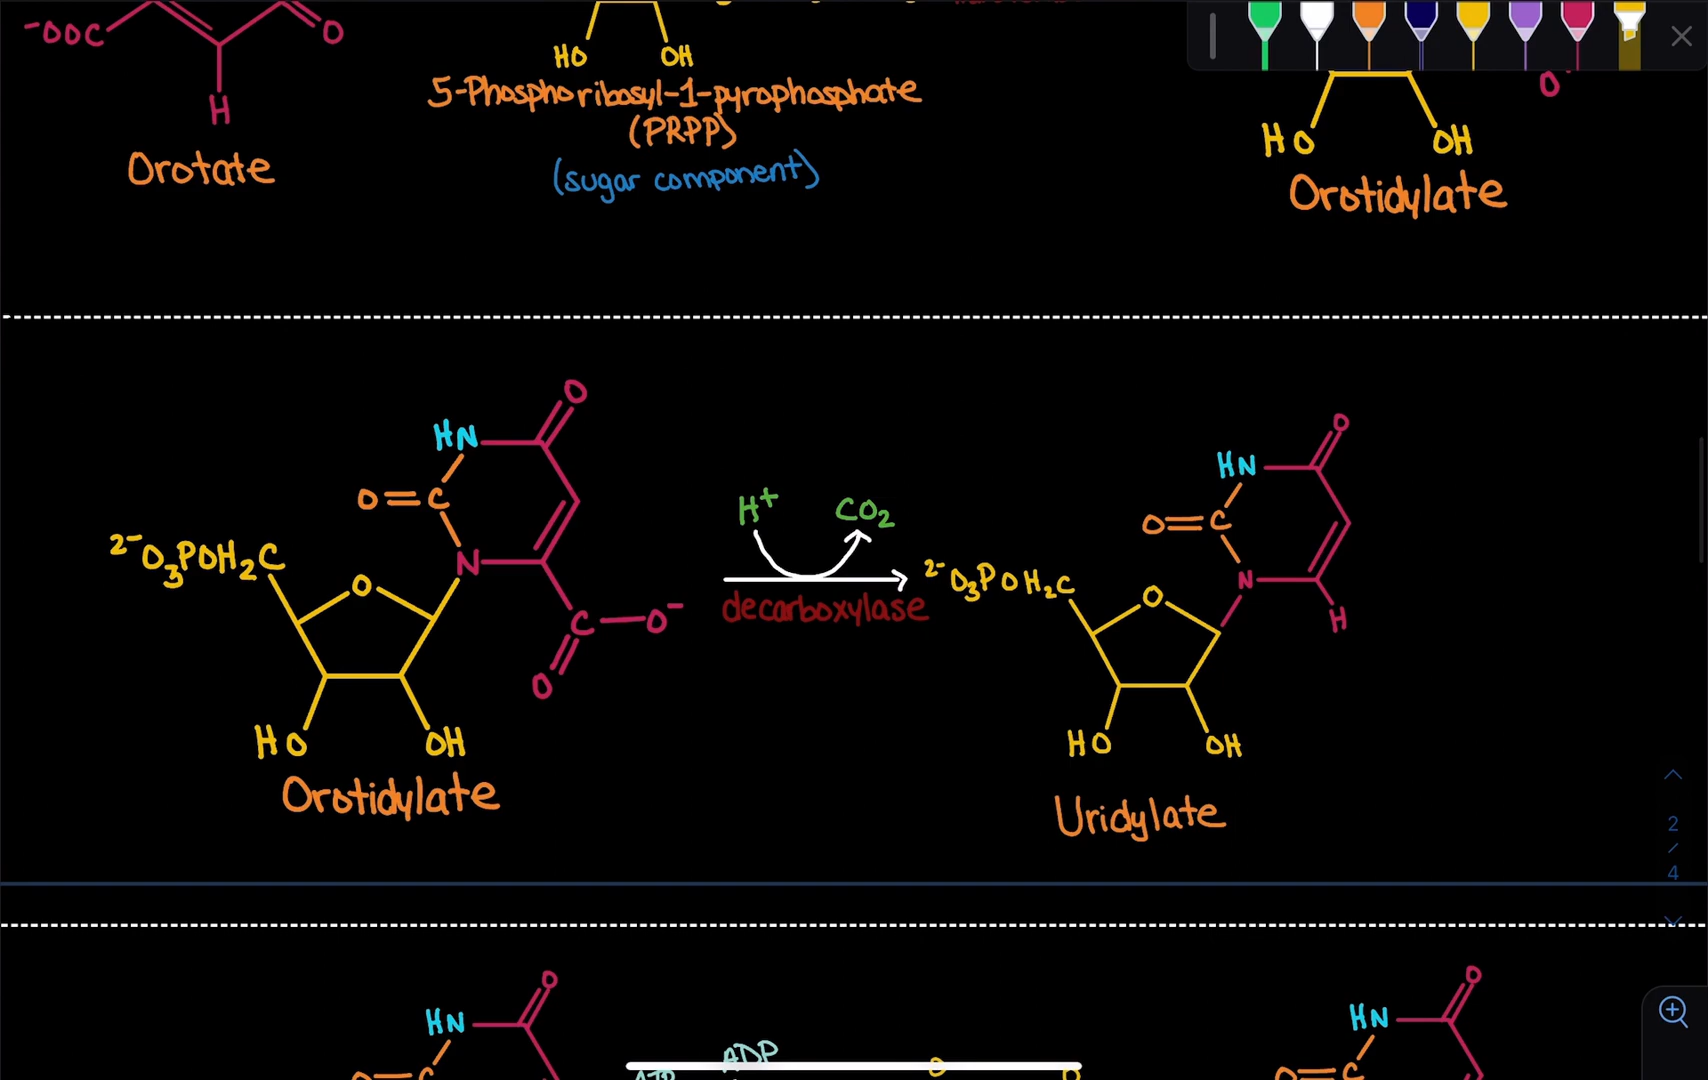 ⁻OOC
O
H
Orotate
HO OH
5-Phosphoribosyl-1-pyrophosphate
(PRPP)
(sugar component)
O⁻
HO OH
Orotidylate
O
HN
O=C
N
²⁻O₃POH₂C
O
C O⁻
O
HO OH
Orotidylate
H⁺ CO₂
decarboxylase
O
HN
O=C
N
H
²⁻O₃POH₂C
O
HO OH
Uridylate
2
/
4
O
HN
C
ADP
ATP
O
HN
C